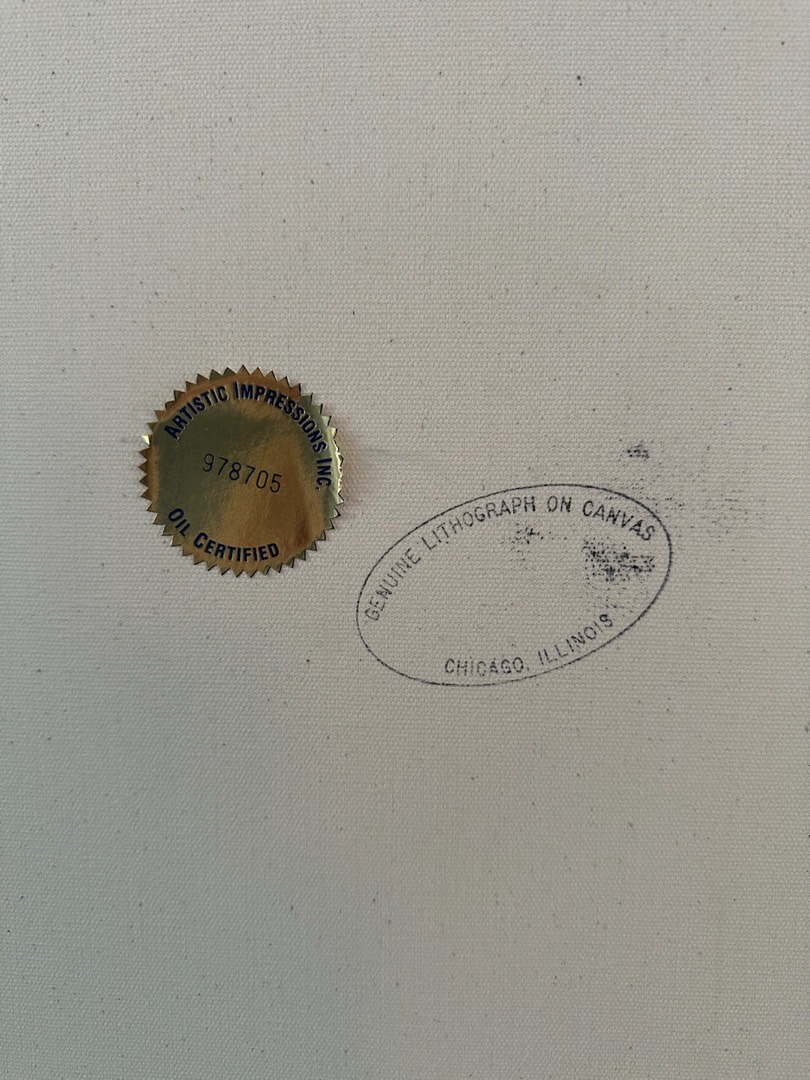 ARTISTIC IMPRESSIONS INC.
978705
OIL CERTIFIED
GENUINE LITHOGRAPH ON CANVAS
CHICAGO, ILLINOIS